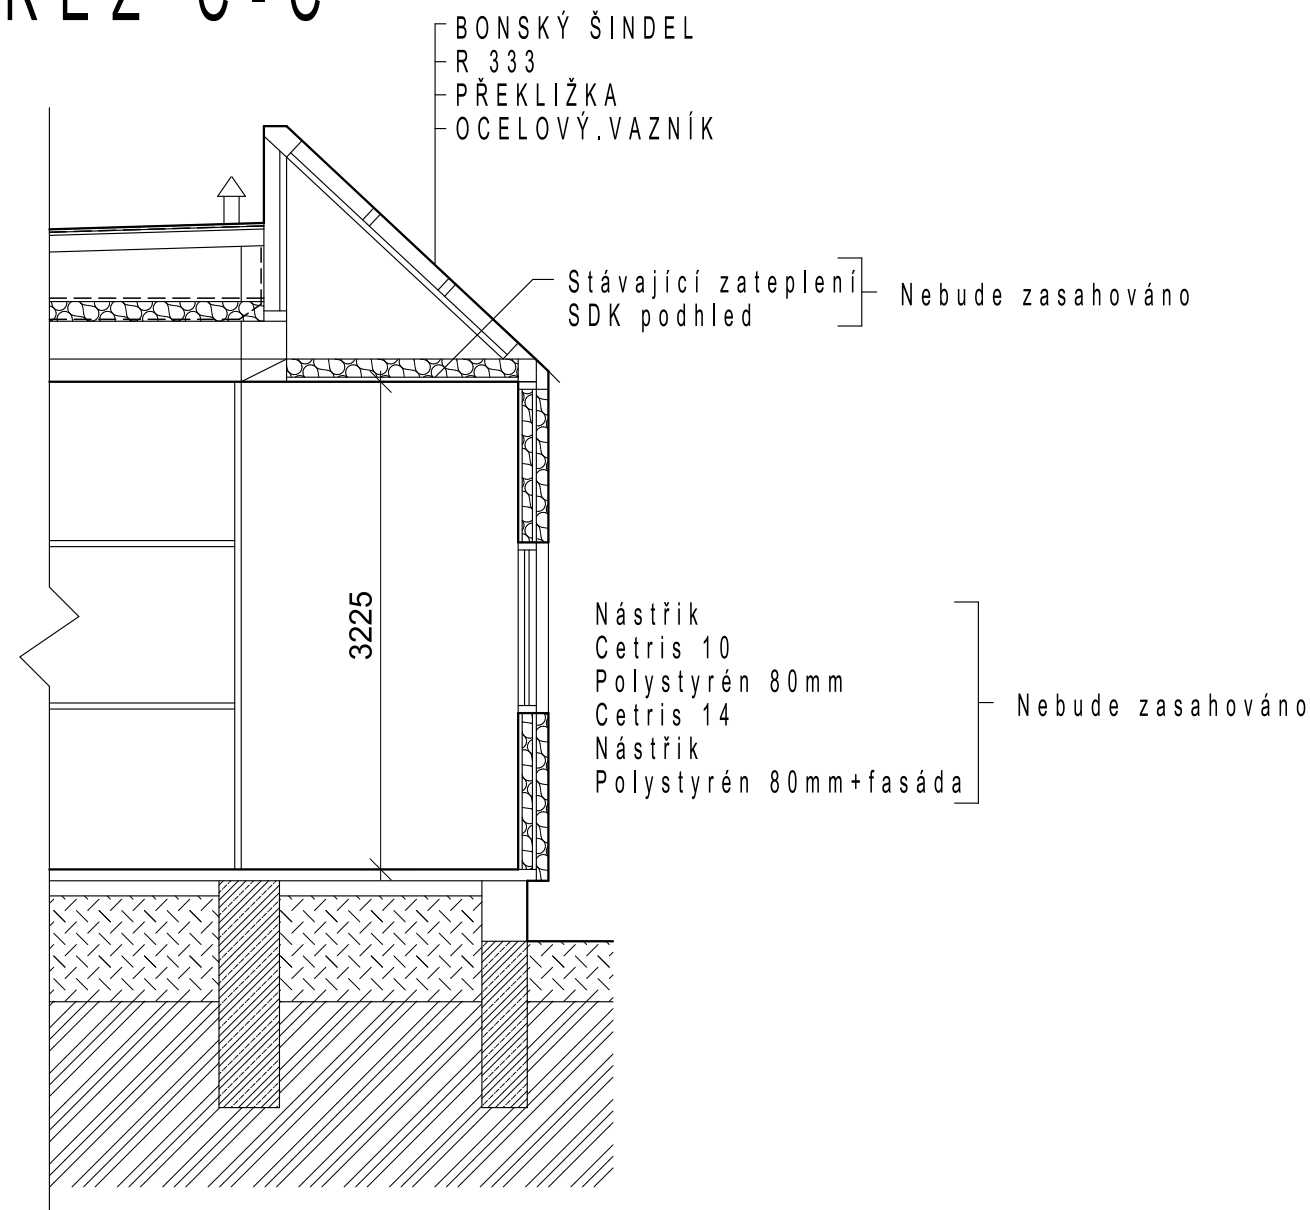 ŘEZ C-C
BONSKÝ ŠINDEL
R 333
PŘEKLIŽKA
OCELOVÝ.VAZNÍK
Stávající zateplení
SDK podhled
Nebude zasahováno
3225
Nástřik
Cetris 10
Polystyrén 80mm
Cetris 14
Nástřik
Polystyrén 80mm+fasáda
Nebude zasahováno